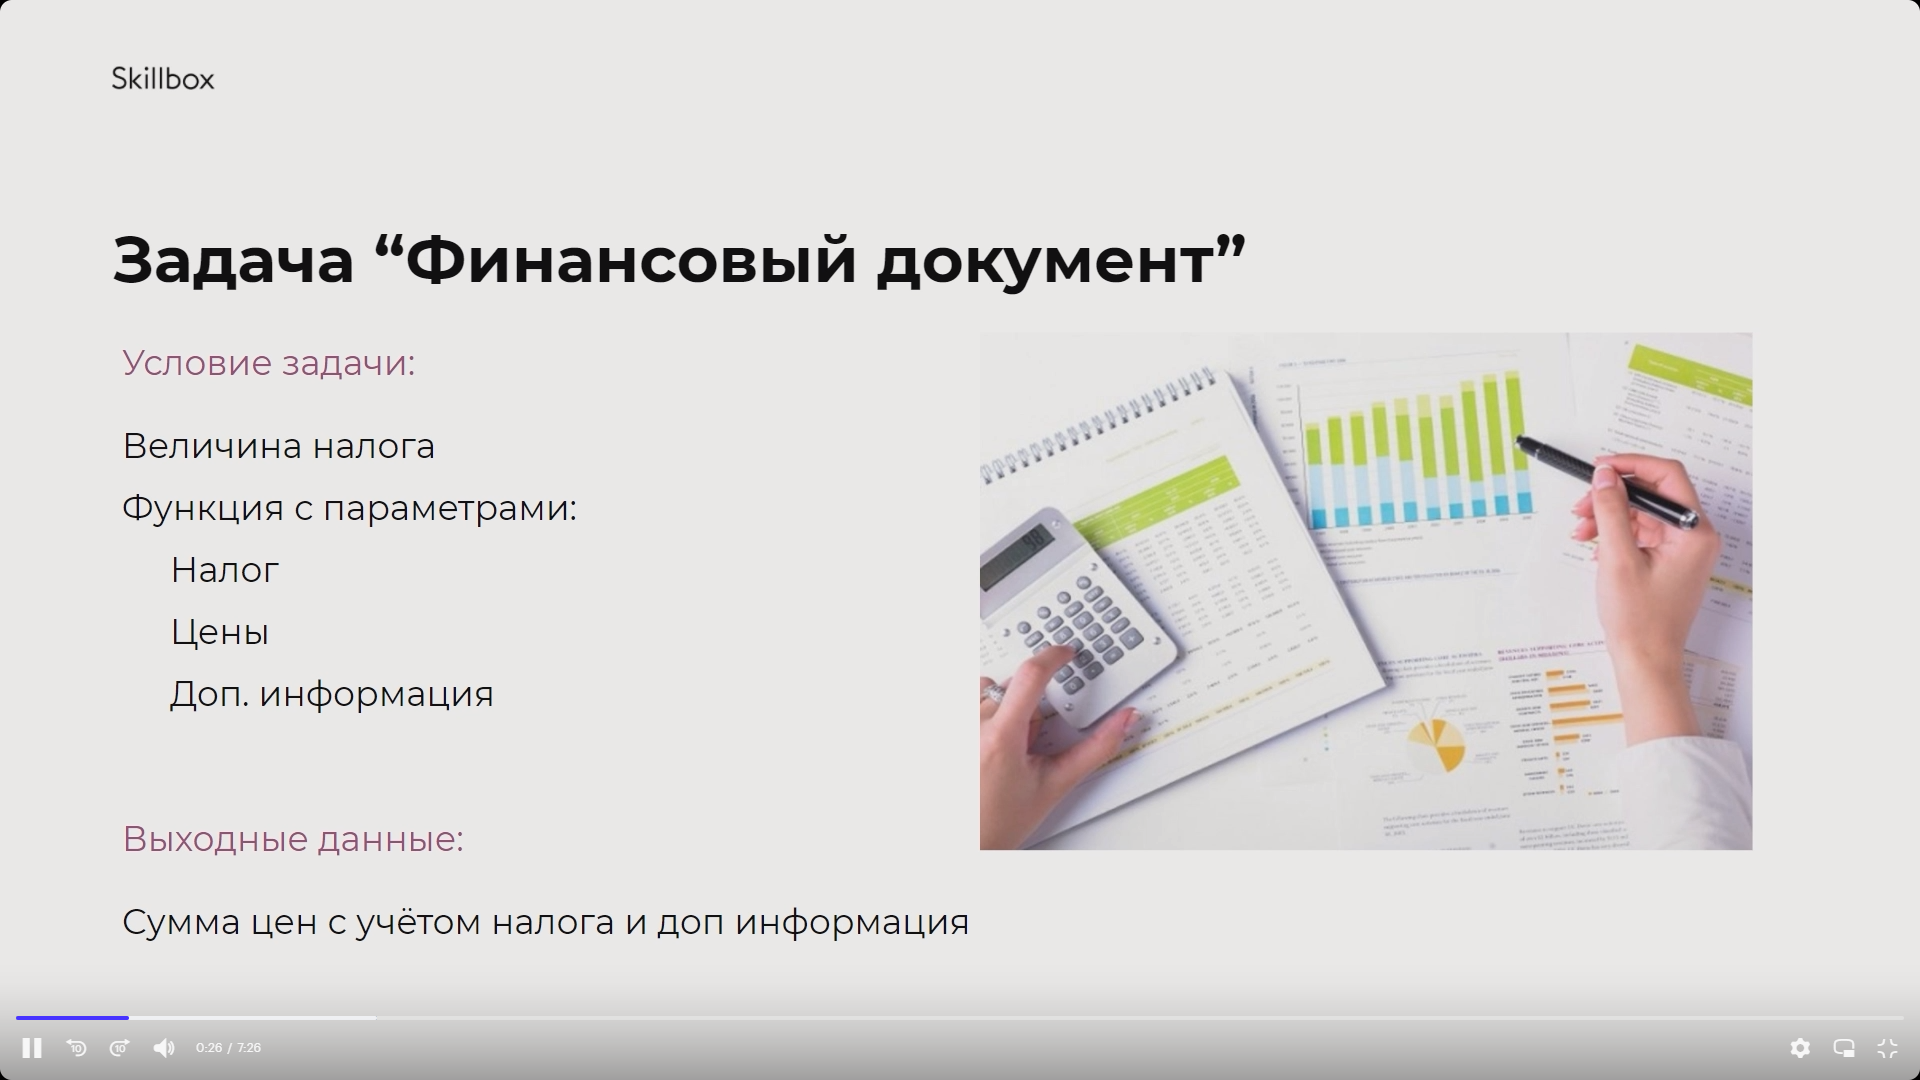 Skillbox
Задача “Финансовый документ”
Условие задачи:
Величина налога
Функция с параметрами:
Налог
Цены
Доп. информация
Выходные данные:
Сумма цен с учётом налога и доп информация
0:26 / 7:26